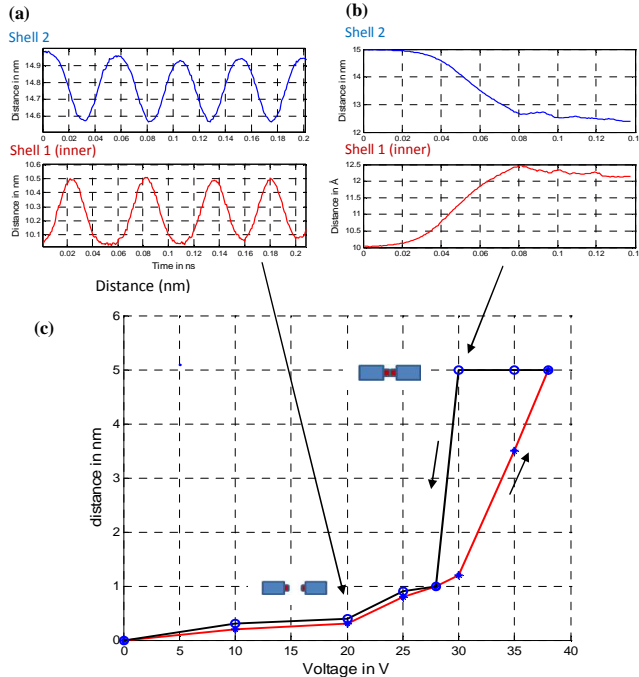 (a)
Shell 2
Distance in nm
14.9
14.8
14.7
14.6
0 0.02 0.04 0.06 0.08 0.1 0.12 0.14 0.16 0.18 0.2
Shell 1 (inner)
Distance in nm
10.6
10.5
10.4
10.3
10.2
10.1
0.02 0.04 0.06 0.08 0.1 0.12 0.14 0.16 0.18 0.2
Time in ns
(b)
Shell 2
Distance in nm
15
14
13
12
0 0.02 0.04 0.06 0.08 0.1 0.12 0.1
Shell 1 (inner)
Distance in Å
12.5
12
11.5
11
10.5
10
0 0.02 0.04 0.06 0.08 0.1 0.12 0.1
Distance (nm)
(c)
distance in nm
6
5
4
3
2
1
0
0 5 10 15 20 25 30 35 40
Voltage in V